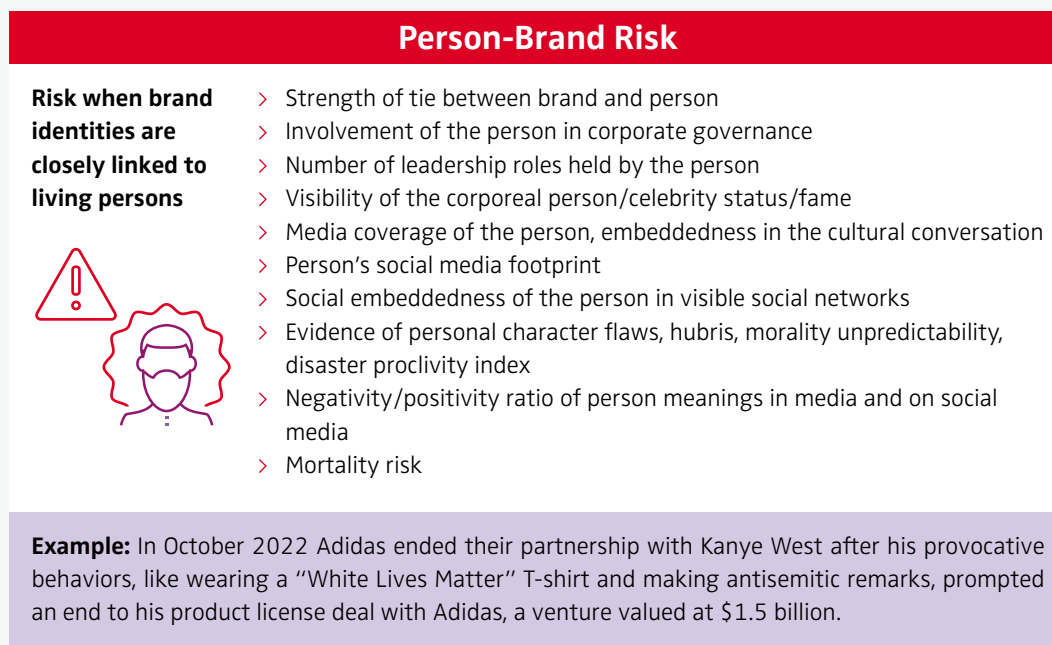 Person-Brand Risk
Risk when brand
identities are
closely linked to
living persons
> Strength of tie between brand and person
> Involvement of the person in corporate governance
> Number of leadership roles held by the person
> Visibility of the corporeal person/celebrity status/fame
> Media coverage of the person, embeddedness in the cultural conversation
> Person's social media footprint
> Social embeddedness of the person in visible social networks
> Evidence of personal character flaws, hubris, morality unpredictability,
disaster proclivity index
> Negativity/positivity ratio of person meanings in media and on social
media
> Mortality risk
Example: In October 2022 Adidas ended their partnership with Kanye West after his provocative
behaviors, like wearing a “White Lives Matter” T-shirt and making antisemitic remarks, prompted
an end to his product license deal with Adidas, a venture valued at $1.5 billion.